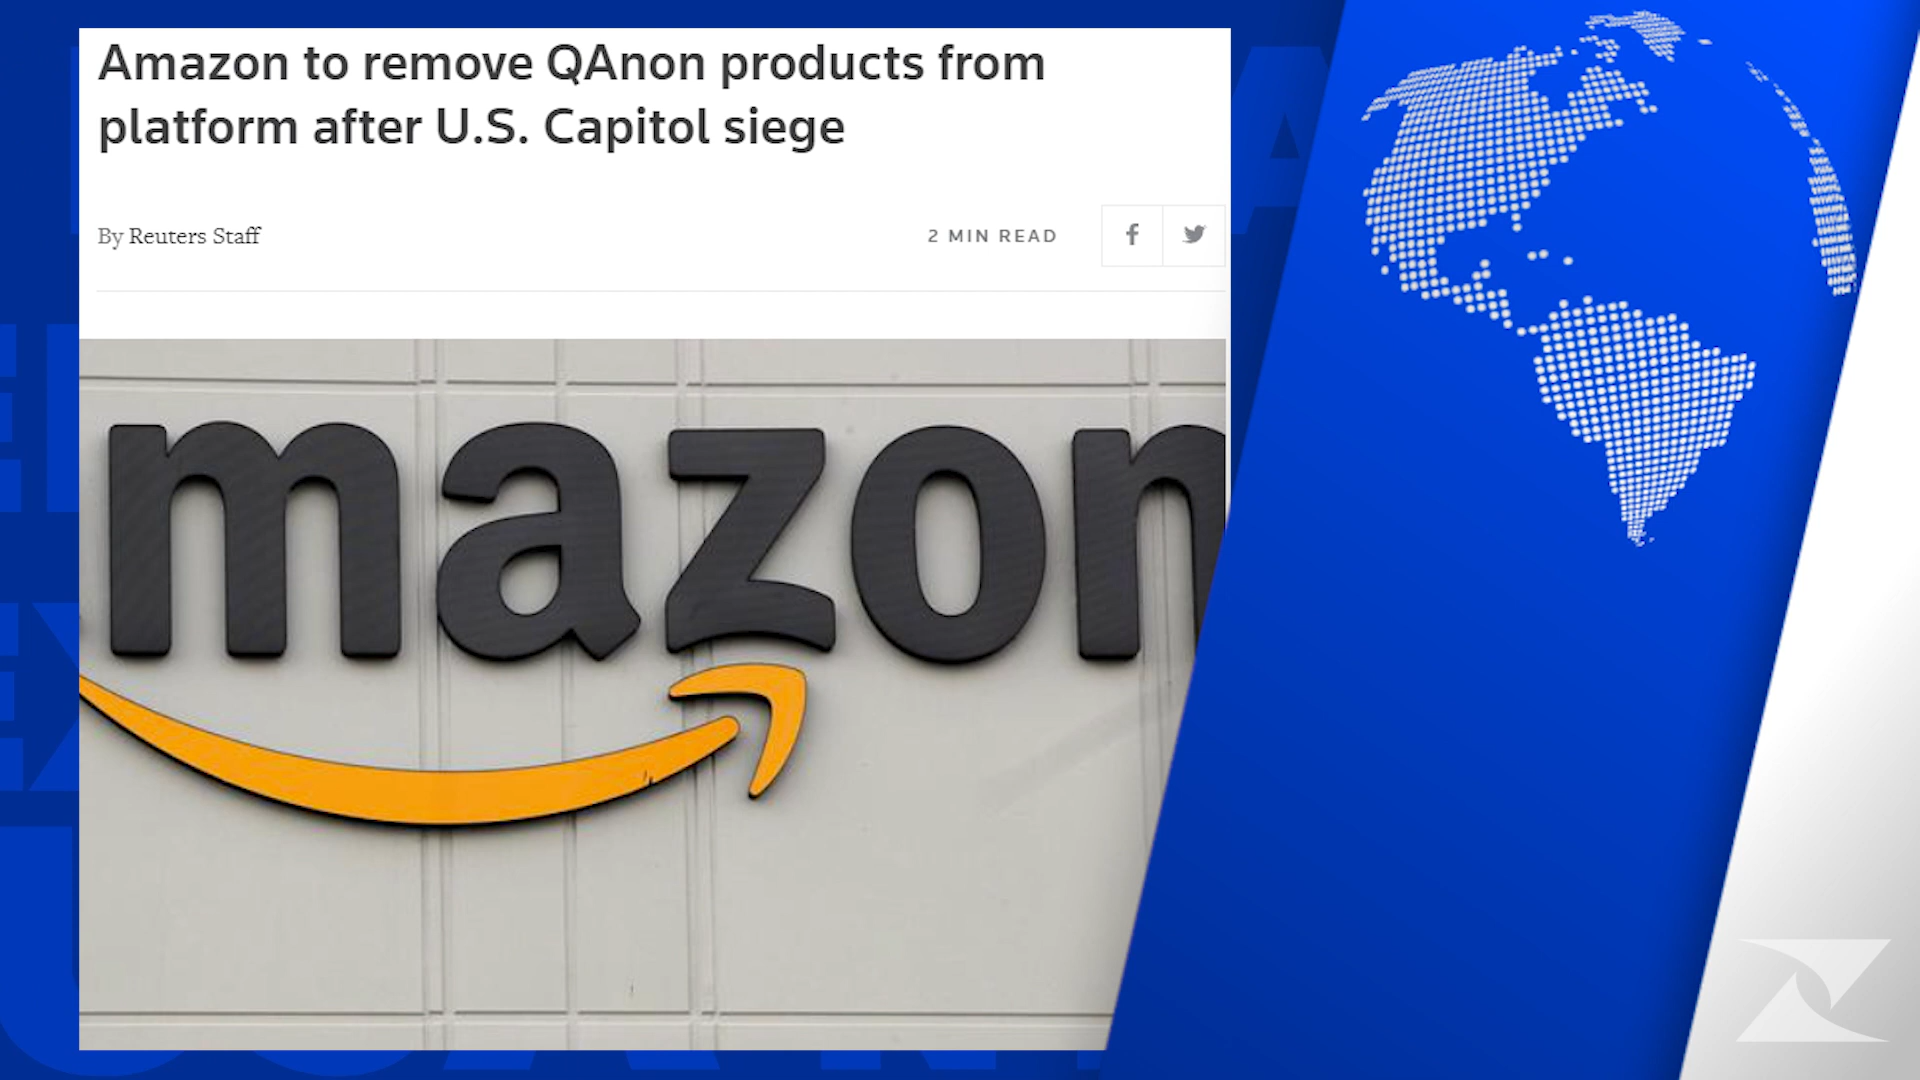 Amazon to remove QAnon products from
platform after U.S. Capitol siege
By Reuters Staff
2 MIN READ
amazon